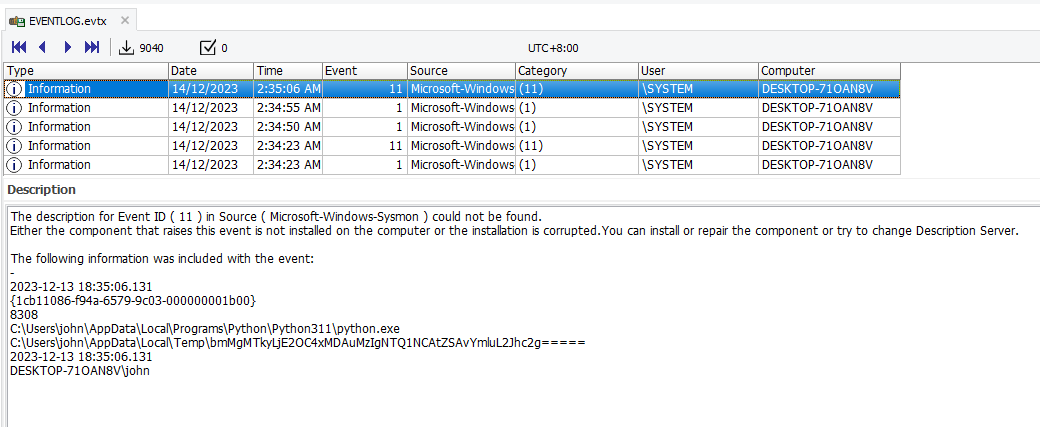 EVENTLOG.evtx
9040 0 UTC+8:00
Type Date Time Event Source Category User Computer
Information 14/12/2023 2:35:06 AM 11 Microsoft-Windows (11) \SYSTEM DESKTOP-71OAN8V
Information 14/12/2023 2:34:55 AM 1 Microsoft-Windows (1) \SYSTEM DESKTOP-71OAN8V
Information 14/12/2023 2:34:50 AM 1 Microsoft-Windows (1) \SYSTEM DESKTOP-71OAN8V
Information 14/12/2023 2:34:23 AM 11 Microsoft-Windows (11) \SYSTEM DESKTOP-71OAN8V
Information 14/12/2023 2:34:23 AM 1 Microsoft-Windows (1) \SYSTEM DESKTOP-71OAN8V
Description
The description for Event ID ( 11 ) in Source ( Microsoft-Windows-Sysmon ) could not be found.
Either the component that raises this event is not installed on the computer or the installation is corrupted.You can install or repair the component or try to change Description Server.
The following information was included with the event:
-
2023-12-13 18:35:06.131
{1cb11086-f94a-6579-9c03-000000001b00}
8308
C:\Users\john\AppData\Local\Programs\Python\Python311\python.exe
C:\Users\john\AppData\Local\Temp\bmMgMTkyLjE2OC4xMDAuMzIgNTQ1NCAtZSAvYmluL2Jhc2g=====
2023-12-13 18:35:06.131
DESKTOP-71OAN8V\john